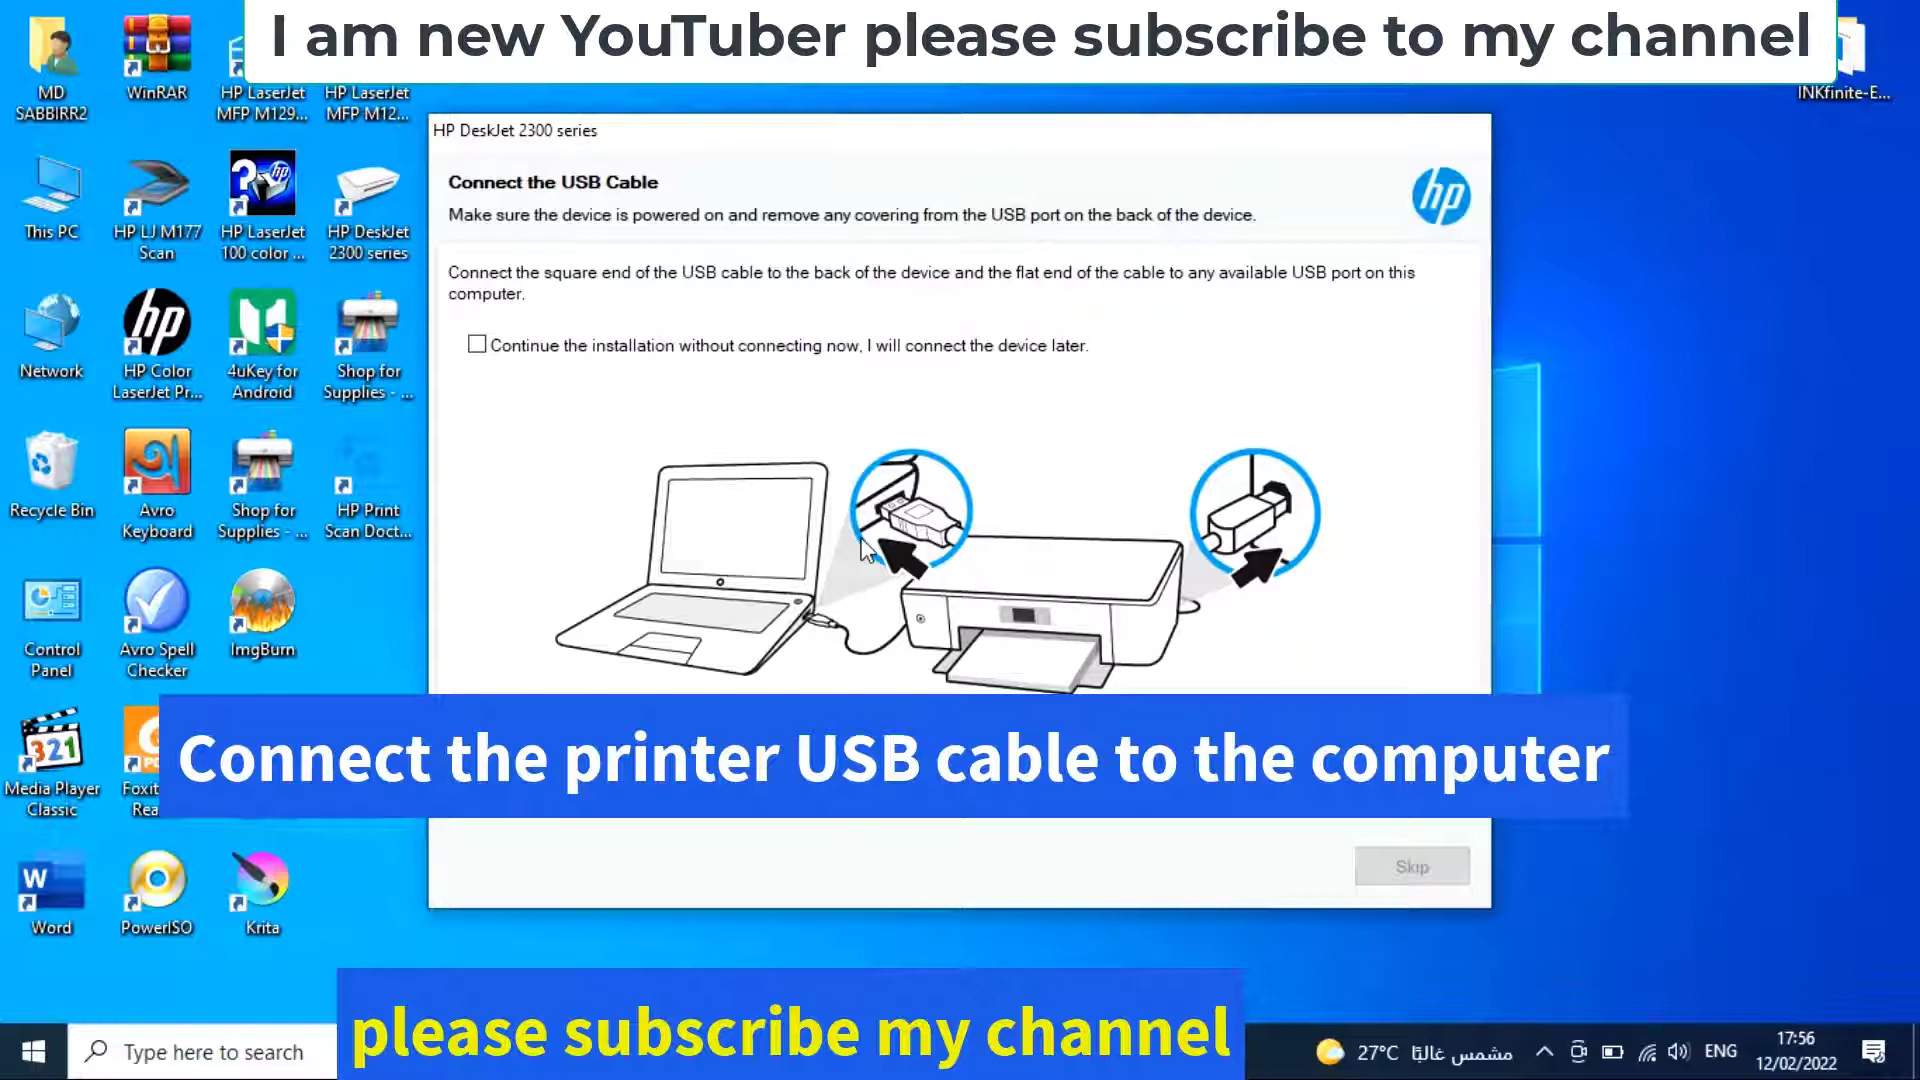 I am new YouTuber please subscribe to my channel
MD
SABBIRR2
WinRAR
HP LaserJet
MFP M129...
HP LaserJet
MFP M12...
INKfinite-E...
This PC
HP LJ M177
Scan
HP LaserJet
100 color ...
HP DeskJet
2300 series
Network
HP Color
LaserJet Pr...
4uKey for
Android
Shop for
Supplies - ...
Recycle Bin
Avro
Keyboard
Shop for
Supplies - ...
HP Print
Scan Doct...
Control
Panel
Avro Spell
Checker
ImgBurn
321
Media Player
Classic
Foxit
Rea
Word
PowerISO
Krita
HP DeskJet 2300 series
Connect the USB Cable
Make sure the device is powered on and remove any covering from the USB port on the back of the device.
hp
Connect the square end of the USB cable to the back of the device and the flat end of the cable to any available USB port on this
computer.
Continue the installation without connecting now, I will connect the device later.
Connect the printer USB cable to the computer
Skip
please subscribe my channel
Type here to search
27°C مشمس غالبًا
ENG
17:56
12/02/2022